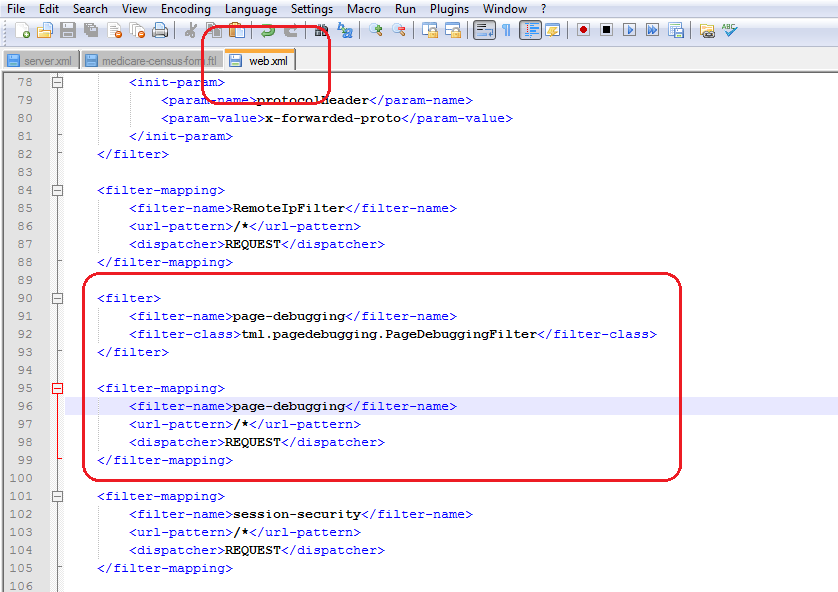 File Edit Search View Encoding Language Settings Macro Run Plugins Window ?
server.xml medicare-census-form.ftl web.xml
78 <init-param>
79 <param-name>protocolHeader</param-name>
80 <param-value>x-forwarded-proto</param-value>
81 </init-param>
82 </filter>
83
84 <filter-mapping>
85 <filter-name>RemoteIpFilter</filter-name>
86 <url-pattern>/*</url-pattern>
87 <dispatcher>REQUEST</dispatcher>
88 </filter-mapping>
89
90 <filter>
91 <filter-name>page-debugging</filter-name>
92 <filter-class>tml.pagedebugging.PageDebuggingFilter</filter-class>
93 </filter>
94
95 <filter-mapping>
96 <filter-name>page-debugging</filter-name>
97 <url-pattern>/*</url-pattern>
98 <dispatcher>REQUEST</dispatcher>
99 </filter-mapping>
100
101 <filter-mapping>
102 <filter-name>session-security</filter-name>
103 <url-pattern>/*</url-pattern>
104 <dispatcher>REQUEST</dispatcher>
105 </filter-mapping>
106